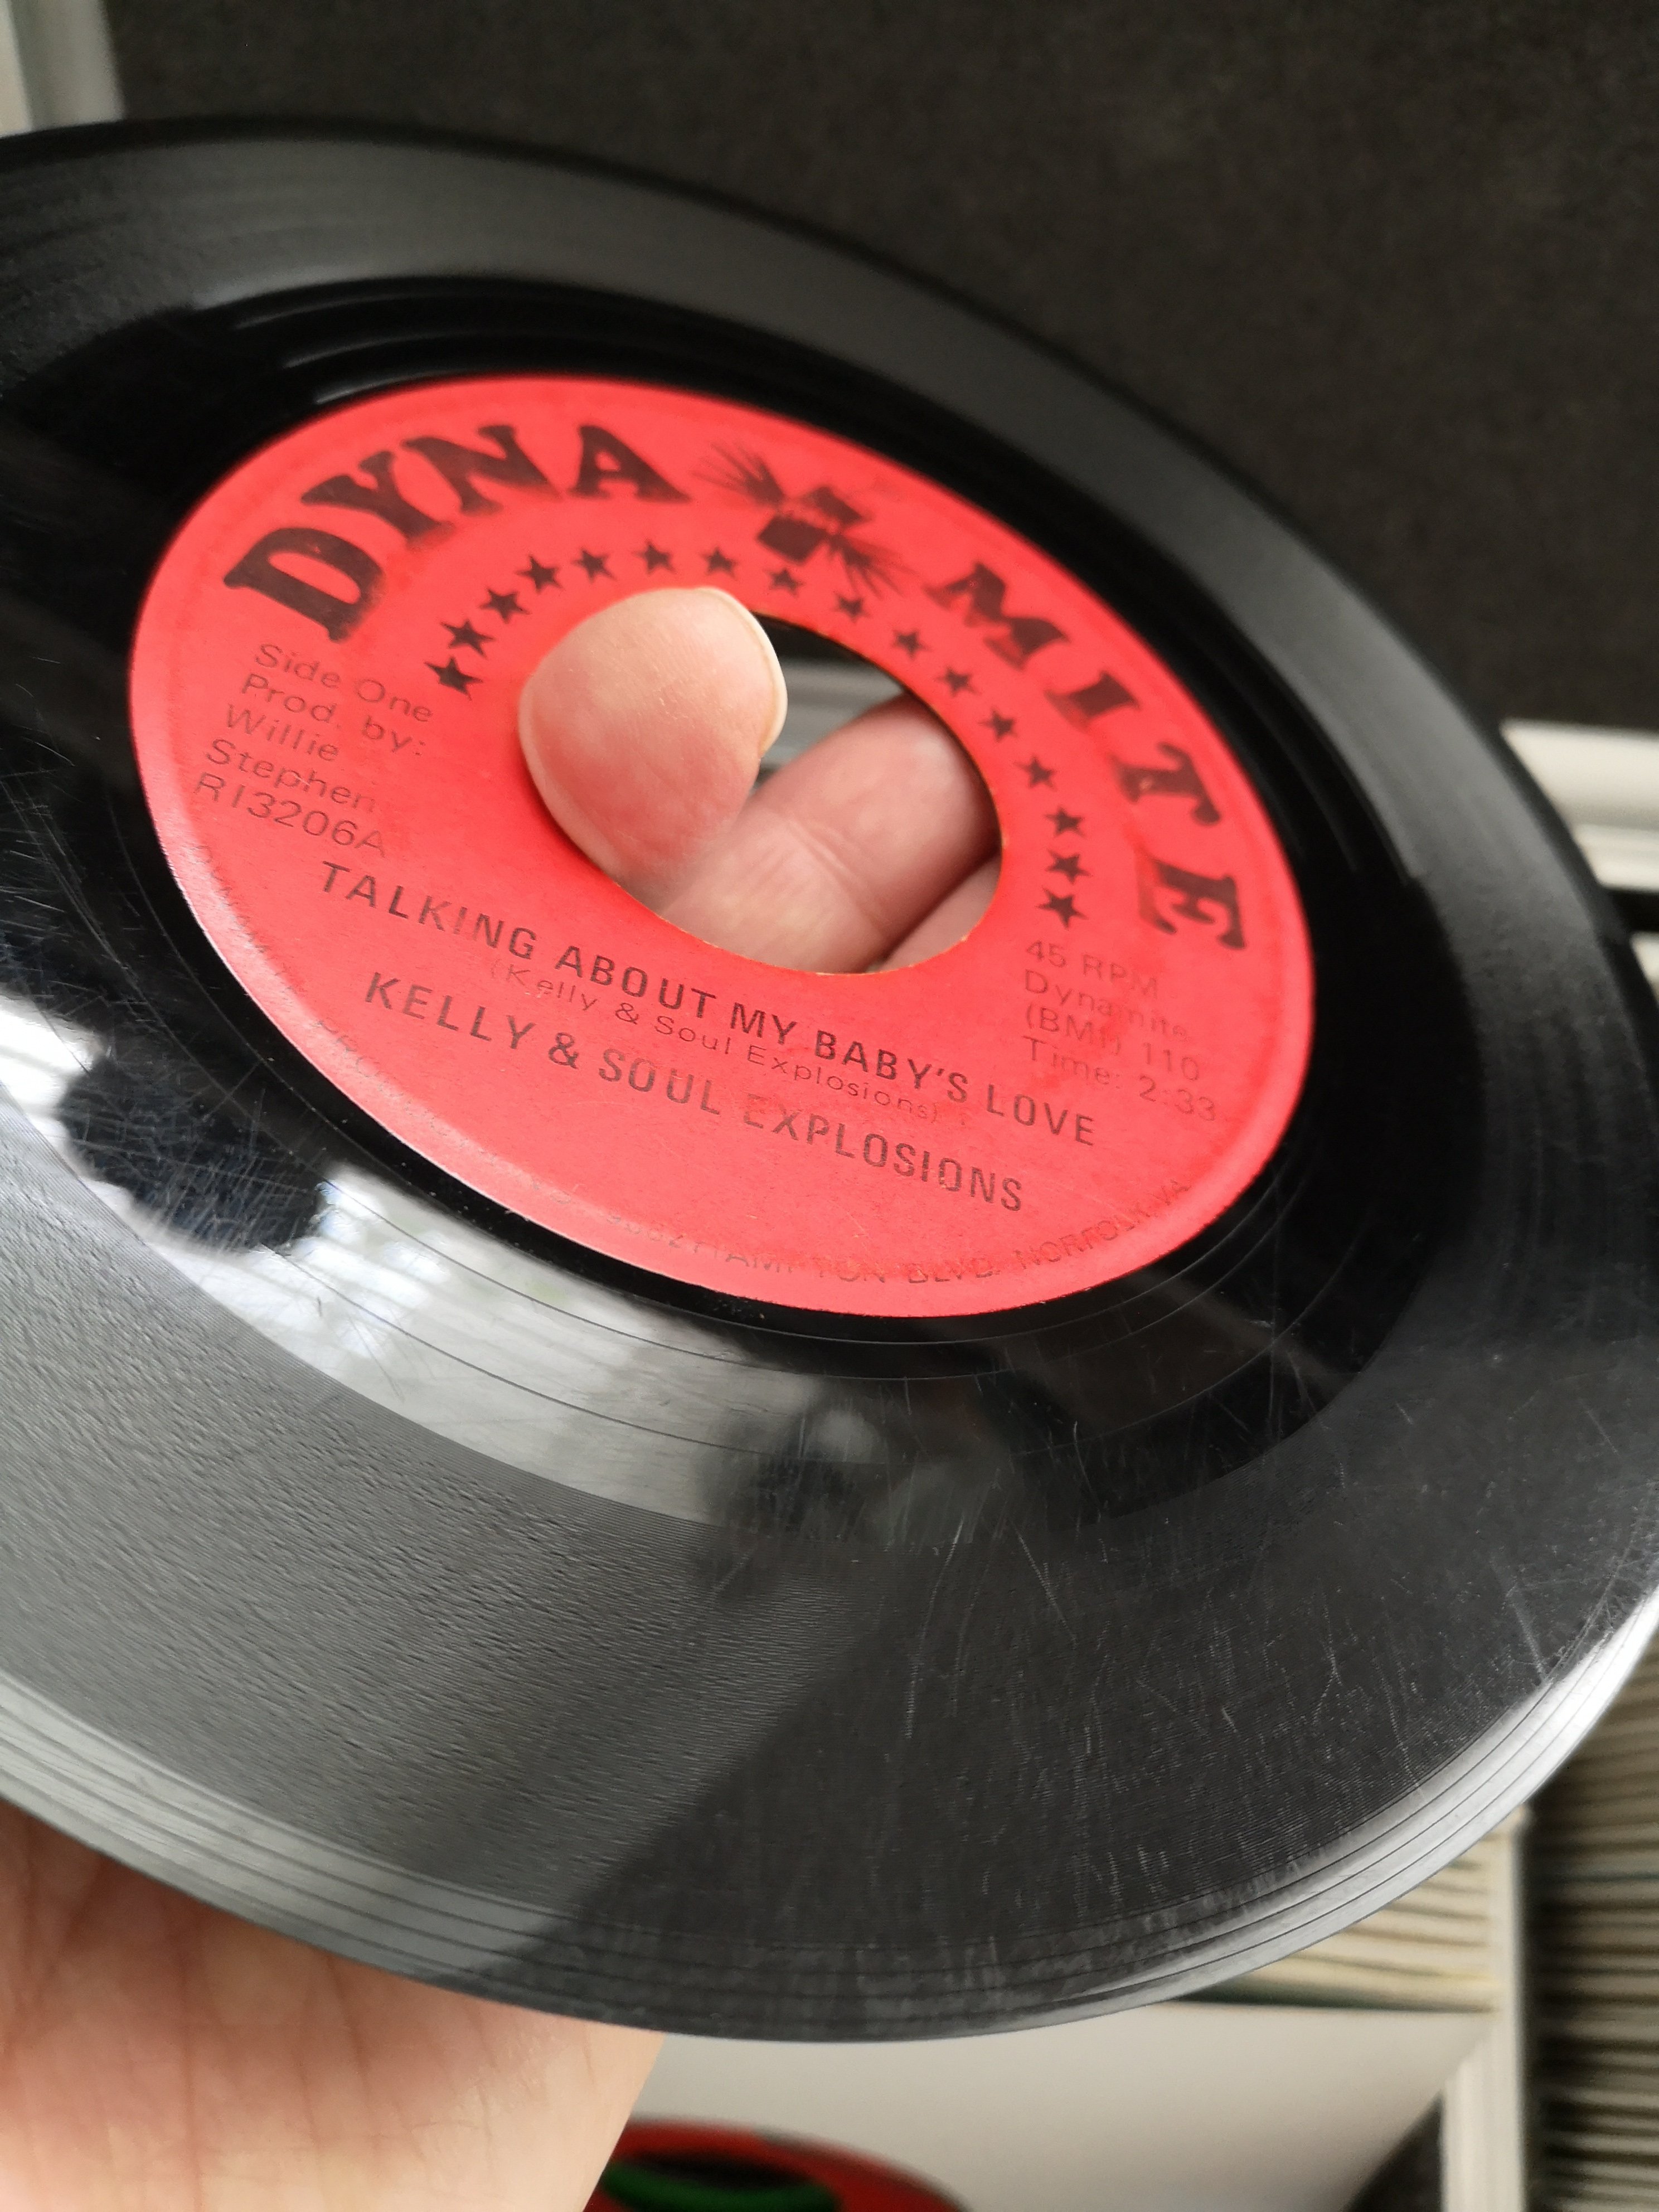 DYNA MITE
Side One
Prod. by:
Willie
Stephen
R13206A
45 RPM
Dynamite
(BMI) 110
Time: 2:33
TALKING ABOUT MY BABY'S LOVE
(Kelly & Soul Explosions)
KELLY & SOUL EXPLOSIONS
HAMPTON BLVD. NORFOLK, VA.